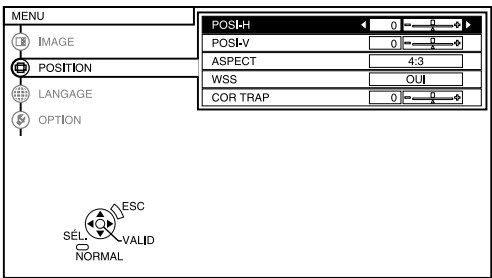 MENU
IMAGE
POSITION
LANGAGE
OPTION
POSI-H 0
POSI-V 0
ASPECT 4:3
WSS OUI
COR TRAP 0
ESC
SÉL.
VALID
NORMAL